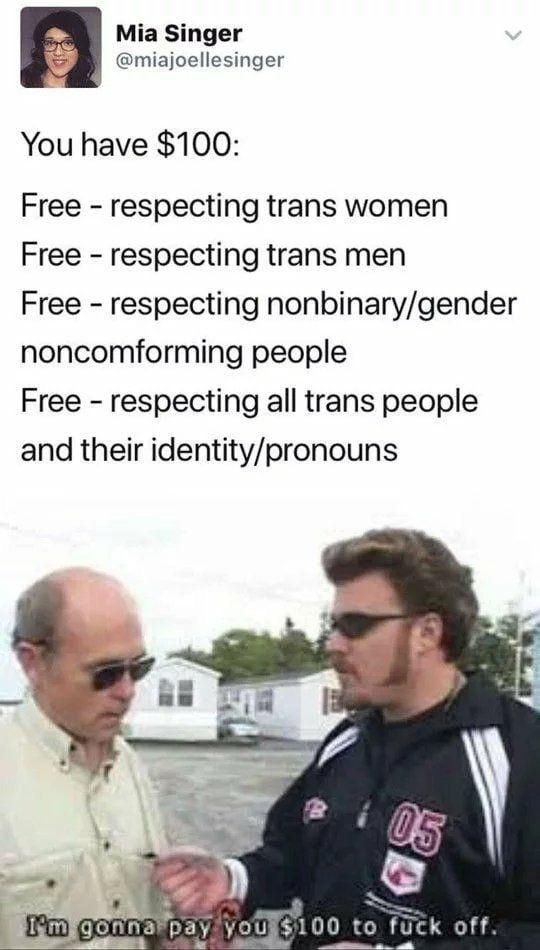 Mia Singer
@miajoellesinger
You have $100:
Free - respecting trans women
Free - respecting trans men
Free - respecting nonbinary/gender
noncomforming people
Free - respecting all trans people
and their identity/pronouns
05
I'm gonna pay you $100 to fuck off.